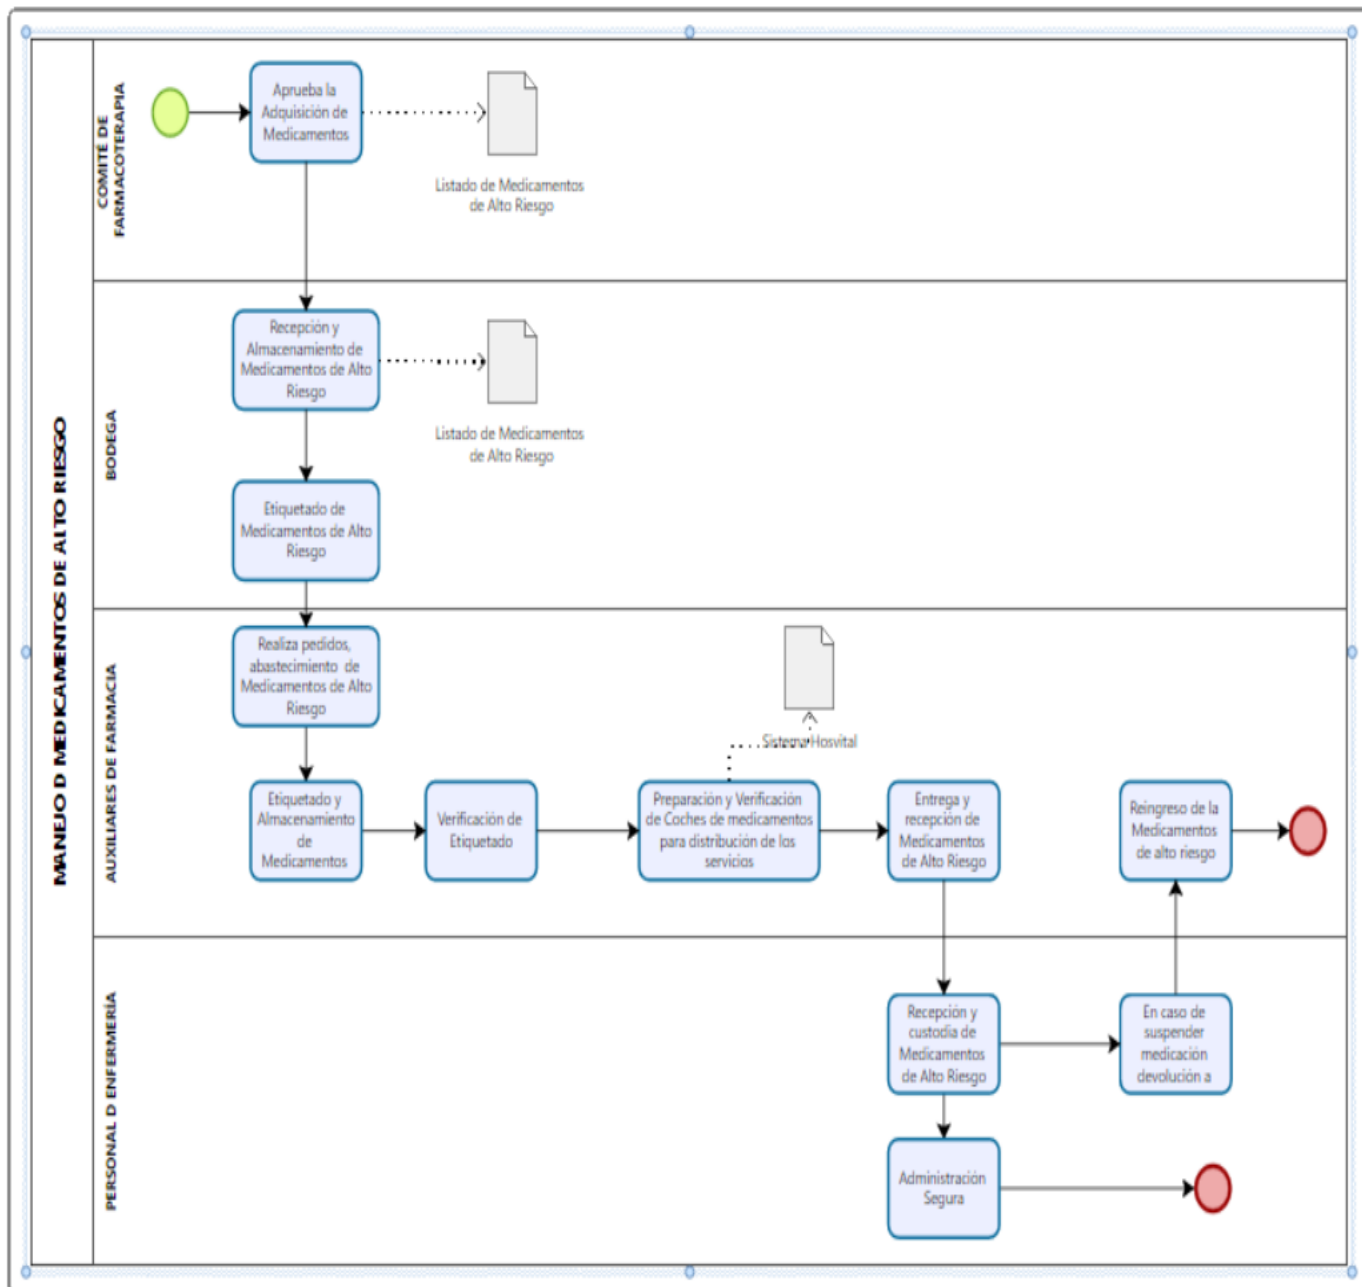 MANEJO D MEDICAMENTOS DE ALTO RIESGO
COMITÉ DE
FARMACOTERAPIA
Aprueba la
Adquisición de
Medicamentos
Listado de Medicamentos
de Alto Riesgo
BODEGA
Recepción y
Almacenamiento de
Medicamentos de Alto
Riesgo
Listado de Medicamentos
de Alto Riesgo
Etiquetado de
Medicamentos de Alto
Riesgo
AUXILIARES DE FARMACIA
Realiza pedidos,
abastecimiento de
Medicamentos de Alto
Riesgo
Sistema Hosvital
Etiquetado y
Almacenamiento
de
Medicamentos
Verificación de
Etiquetado
Preparación y Verificación
de Coches de medicamentos
para distribución de los
servicios
Entrega y
recepción de
Medicamentos
de Alto Riesgo
Reingreso de la
Medicamentos
de alto riesgo
PERSONAL D ENFERMERÍA
Recepción y
custodia de
Medicamentos
de Alto Riesgo
En caso de
suspender
medicación
devolución a
Administración
Segura